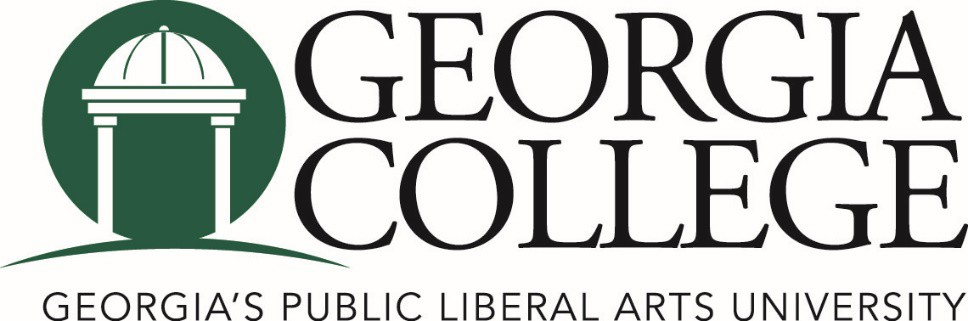 GEORGIA
COLLEGE
GEORGIA'S PUBLIC LIBERAL ARTS UNIVERSITY